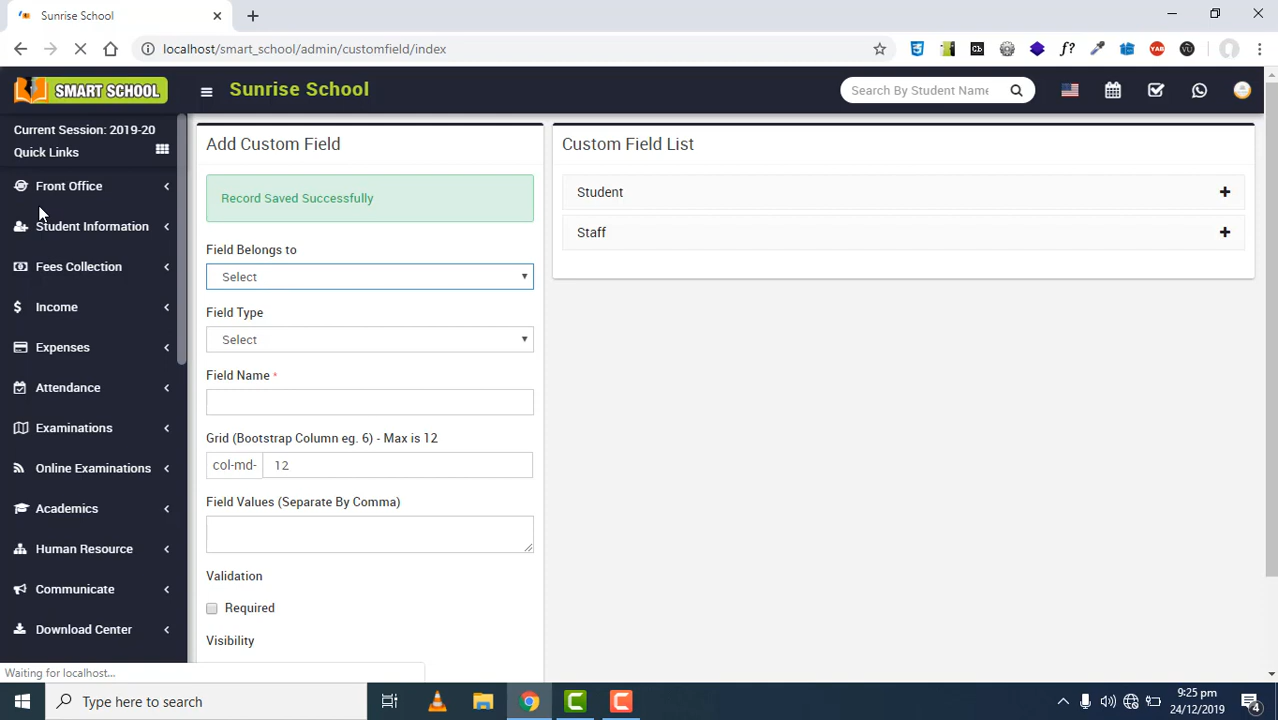 Sunrise School
localhost/smart_school/admin/customfield/index
SMART SCHOOL
Sunrise School
Search By Student Name
Current Session: 2019-20
Quick Links
Front Office
Student Information
Fees Collection
Income
Expenses
Attendance
Examinations
Online Examinations
Academics
Human Resource
Communicate
Download Center
Add Custom Field
Record Saved Successfully
Field Belongs to
Select
Field Type
Select
Field Name *
Grid (Bootstrap Column eg. 6) - Max is 12
col-md- 12
Field Values (Separate By Comma)
Validation
Required
Visibility
Custom Field List
Student
Staff
Waiting for localhost...
Type here to search
9:25 pm
24/12/2019
4